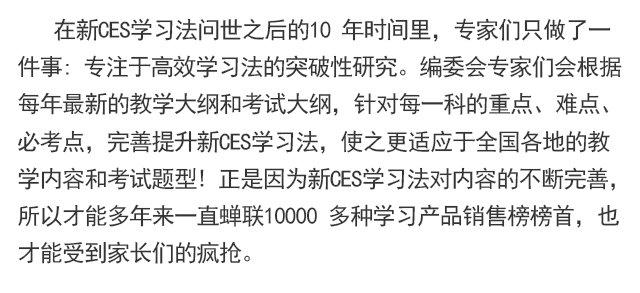 在新CES学习法问世之后的10 年时间里，专家们只做了一
件事：专注于高效学习法的突破性研究。编委会专家们会根据
每年最新的教学大纲和考试大纲，针对每一科的重点、难点、
必考点，完善提升新CES学习法，使之更适应于全国各地的教
学内容和考试题型！正是因为新CES学习法对内容的不断完善，
所以才能多年来一直蝉联10000 多种学习产品销售榜榜首，也
才能受到家长们的疯抢。